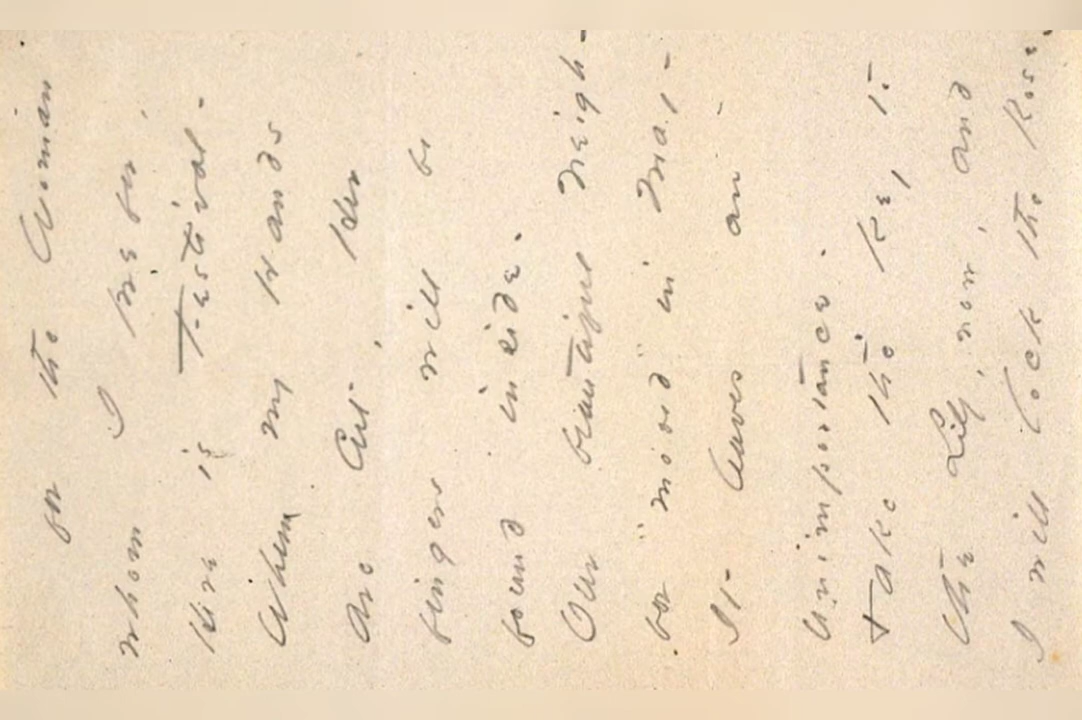 for the Woman
whom I prefer,
Here is Festival -
Where my Hands
are cut, Her
fingers will be
found inside -
Our beautiful Neigh-
bor "moved" in May -
It leaves an
Unimportance.
Take the Key to
the Lily, now, and
I will lock the Rose -